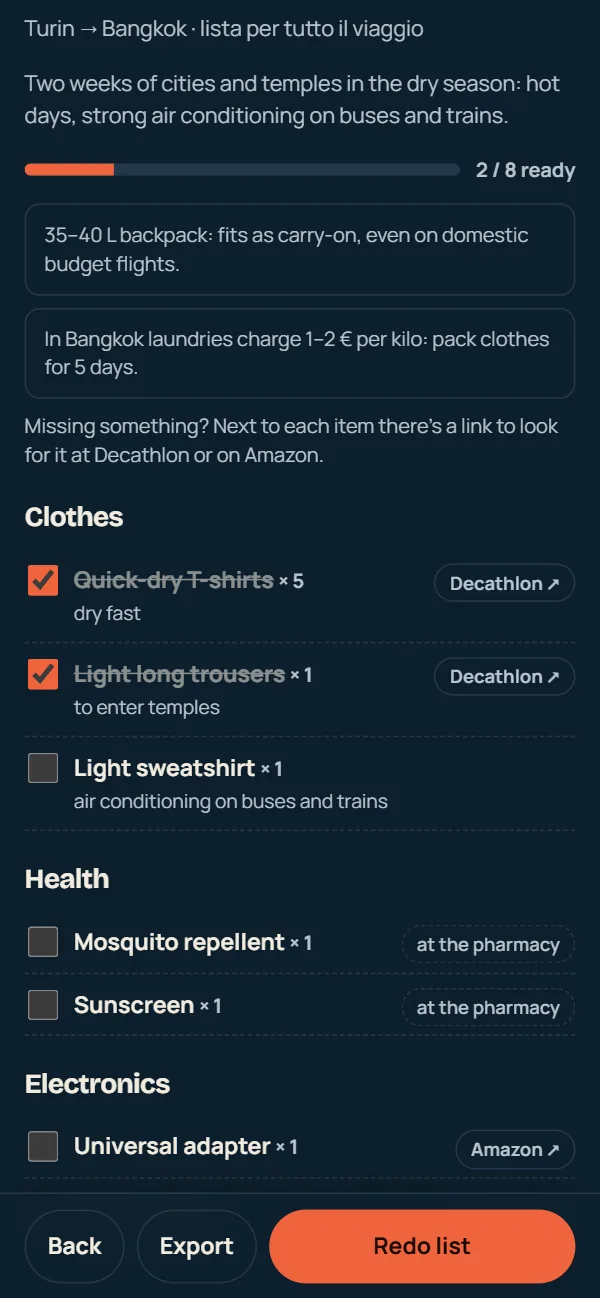 Turin → Bangkok · lista per tutto il viaggio
Two weeks of cities and temples in the dry season: hot
days, strong air conditioning on buses and trains.
2 / 8 ready
35–40 L backpack: fits as carry-on, even on domestic
budget flights.
In Bangkok laundries charge 1–2 € per kilo: pack clothes
for 5 days.
Missing something? Next to each item there's a link to look
for it at Decathlon or on Amazon.
Clothes
Quick-dry T-shirts × 5
Decathlon ↗
dry fast
Light long trousers × 1
Decathlon ↗
to enter temples
Light sweatshirt × 1
air conditioning on buses and trains
Health
Mosquito repellent × 1
at the pharmacy
Sunscreen × 1
at the pharmacy
Electronics
Universal adapter × 1
Amazon ↗
Back
Export
Redo list